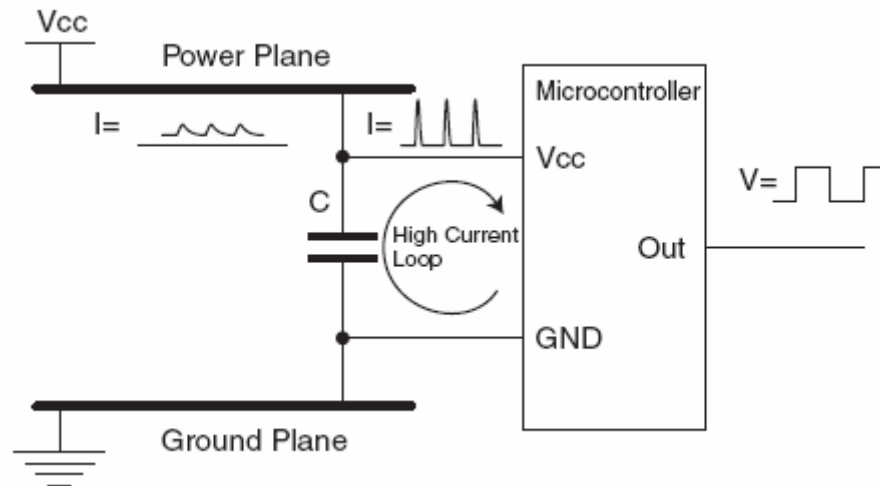 Vcc
Power Plane
I=
I=
Microcontroller
Vcc
V=
C
High Current
Loop
Out
GND
Ground Plane